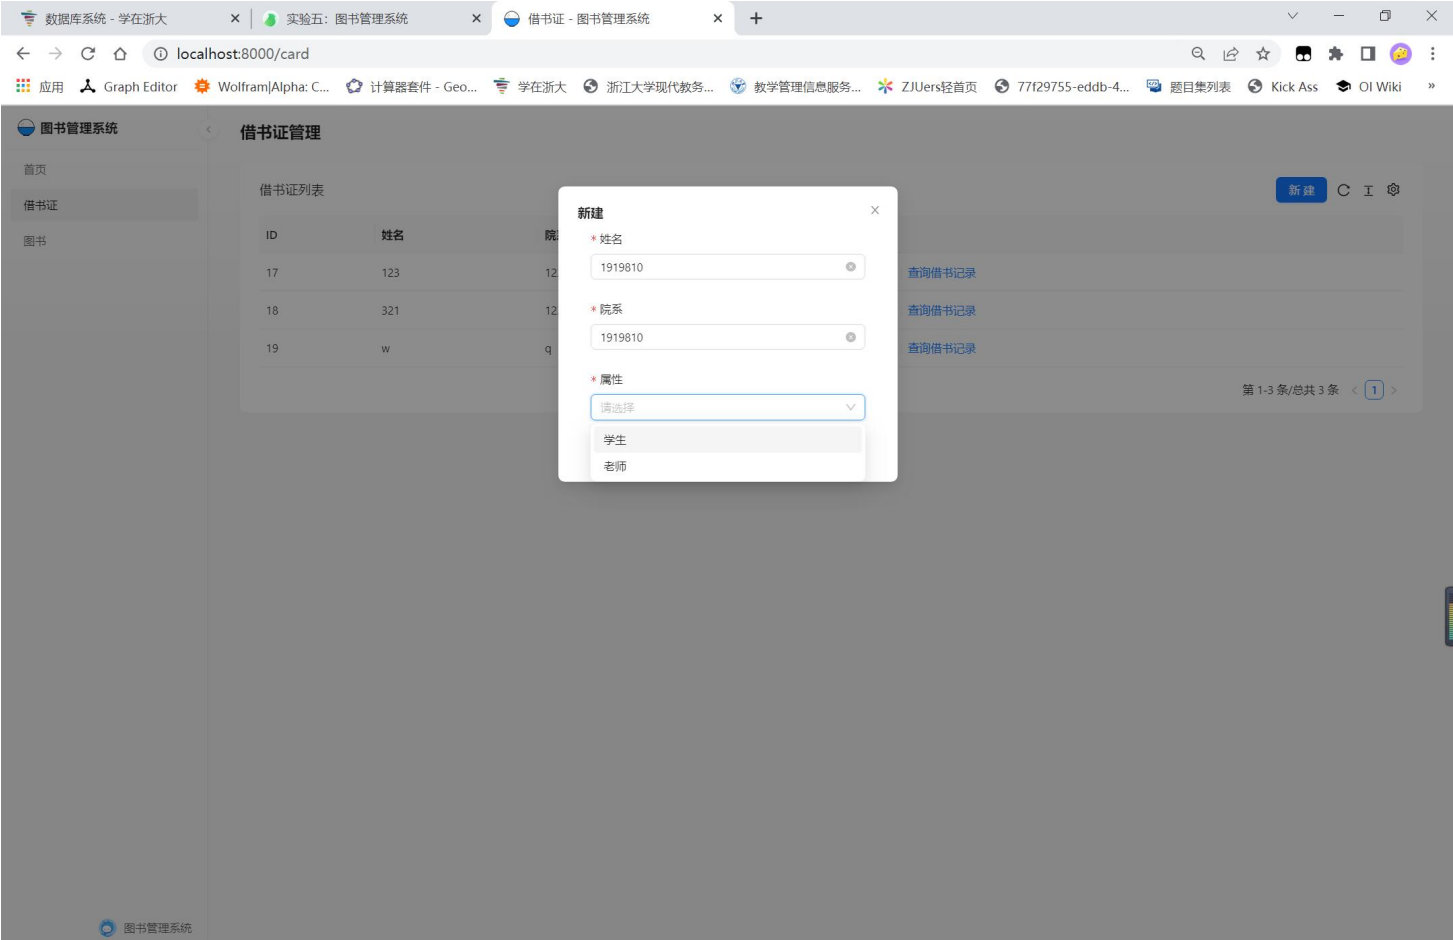 数据库系统 - 学在浙大
实验五：图书管理系统
借书证 - 图书管理系统
localhost:8000/card
应用
Graph Editor
Wolfram|Alpha: C...
计算器套件 - Geo...
学在浙大
浙江大学现代教务...
教学管理信息服务...
ZJUers轻首页
77f29755-eddb-4...
题目集列表
Kick Ass
OI Wiki
»
图书管理系统
首页
借书证
图书
借书证管理
借书证列表
新 建
ID 姓名 院
17 123 12 查询借书记录
18 321 12 查询借书记录
19 w q 查询借书记录
第 1-3 条/总共 3 条 < 1 >
新建
* 姓名
1919810
* 院系
1919810
* 属性
请选择
学生
老师
图书管理系统